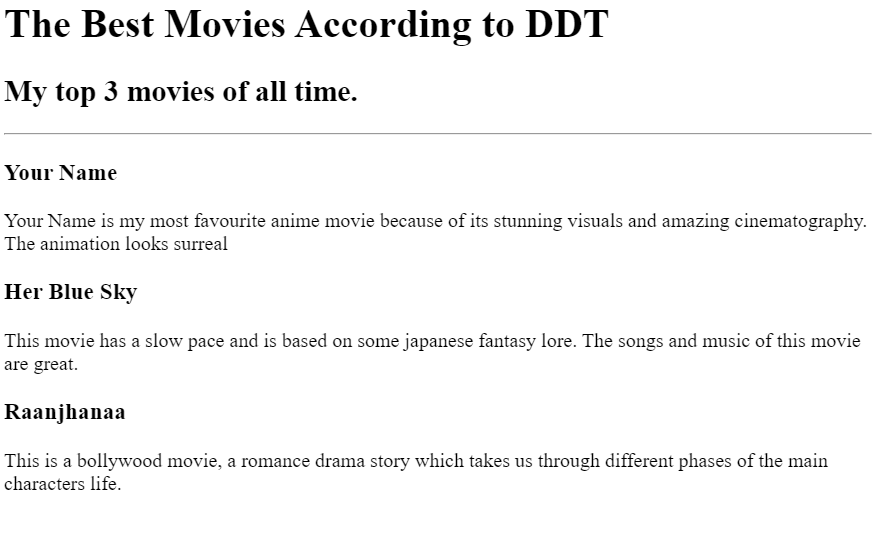 The Best Movies According to DDT
My top 3 movies of all time.
Your Name
Your Name is my most favourite anime movie because of its stunning visuals and amazing cinematography.
The animation looks surreal
Her Blue Sky
This movie has a slow pace and is based on some japanese fantasy lore. The songs and music of this movie
are great.
Raanjhanaa
This is a bollywood movie, a romance drama story which takes us through different phases of the main
characters life.